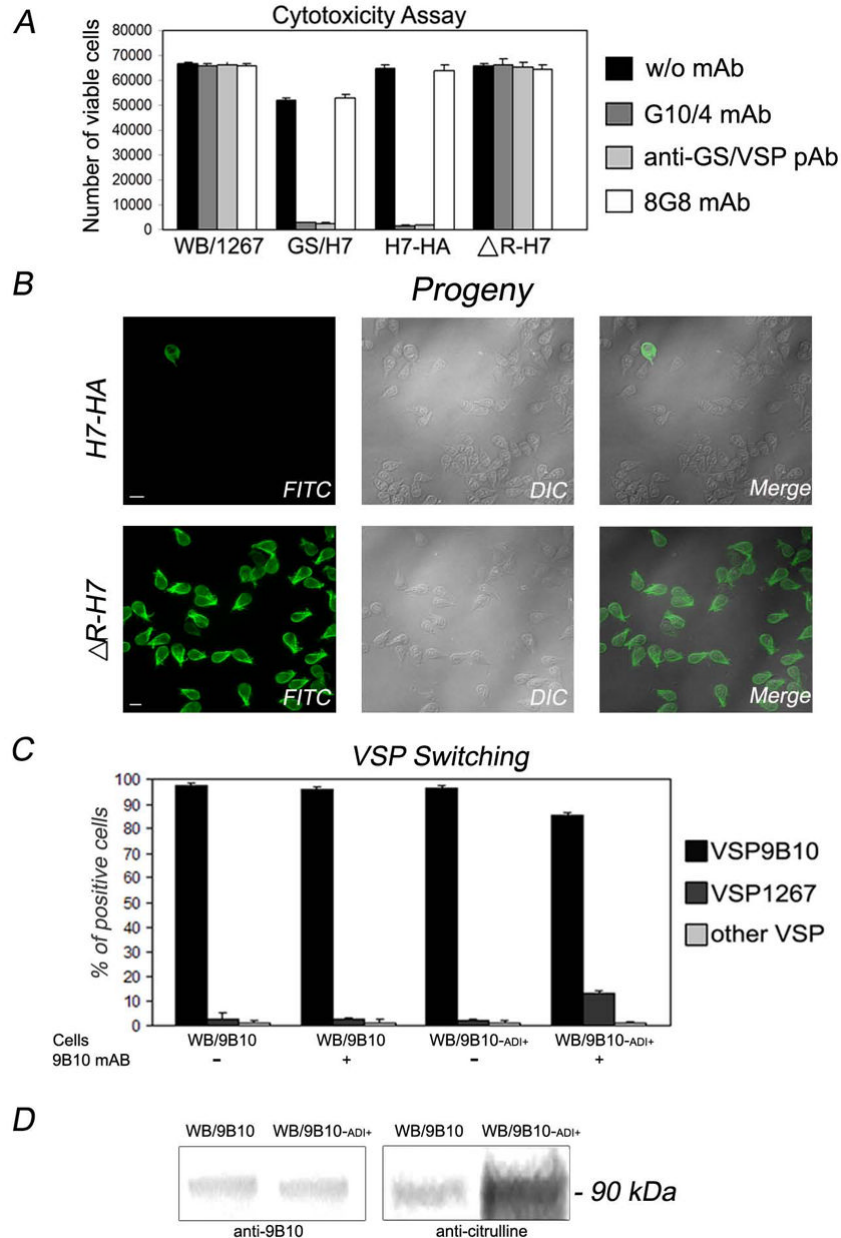 A
Cytotoxicity Assay
Number of viable cells
80000
70000
60000
50000
40000
30000
20000
10000
0
WB/1267 GS/H7 H7-HA △R-H7
w/o mAb
G10/4 mAb
anti-GS/VSP pAb
8G8 mAb
B
Progeny
H7-HA
FITC DIC Merge
△R-H7
FITC DIC Merge
C
VSP Switching
% of positive cells
100
90
80
70
60
50
40
30
20
10
0
Cells WB/9B10 WB/9B10 WB/9B10-ADI+ WB/9B10-ADI+
9B10 mAB - + - +
VSP9B10
VSP1267
other VSP
D
WB/9B10 WB/9B10-ADI+ WB/9B10 WB/9B10-ADI+
- 90 kDa
anti-9B10 anti-citrulline